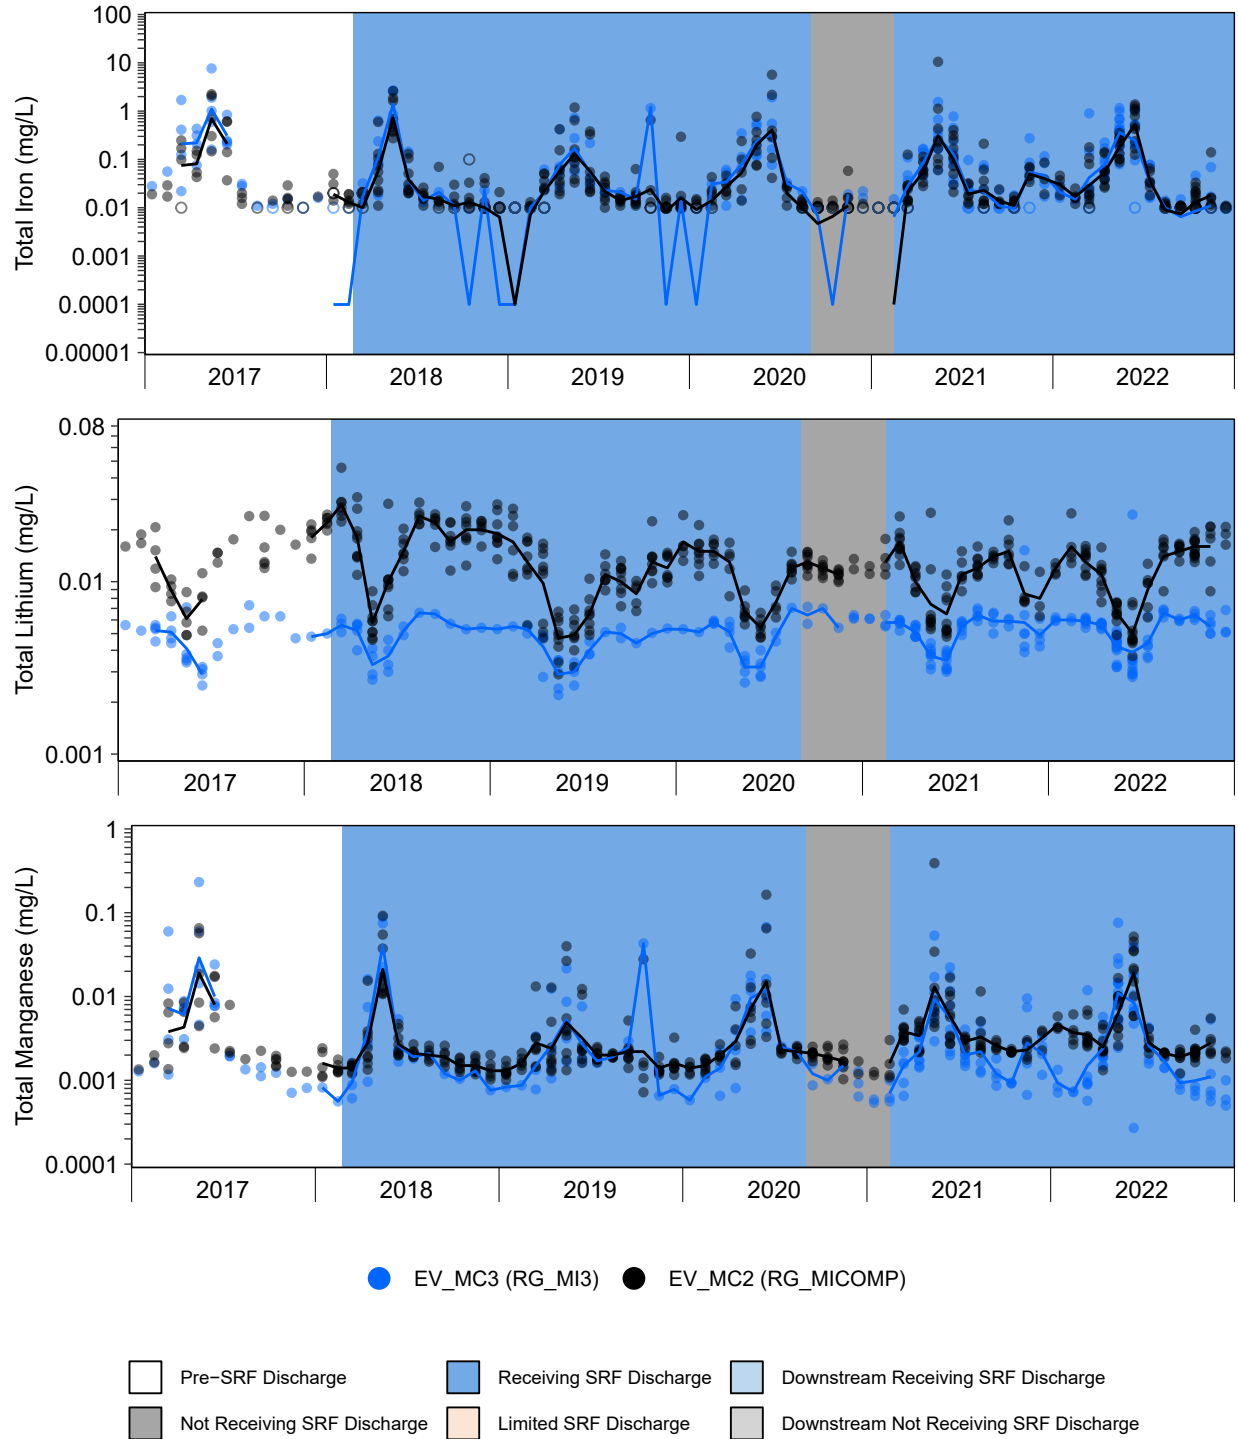 Total Iron (mg/L)
100
10
1
0.1
0.01
0.001
0.0001
0.00001
2017 2018 2019 2020 2021 2022
Total Lithium (mg/L)
0.08
0.01
0.001
2017 2018 2019 2020 2021 2022
Total Manganese (mg/L)
1
0.1
0.01
0.001
0.0001
2017 2018 2019 2020 2021 2022
EV_MC3 (RG_MI3) EV_MC2 (RG_MICOMP)
Pre−SRF Discharge Receiving SRF Discharge Downstream Receiving SRF Discharge
Not Receiving SRF Discharge Limited SRF Discharge Downstream Not Receiving SRF Discharge